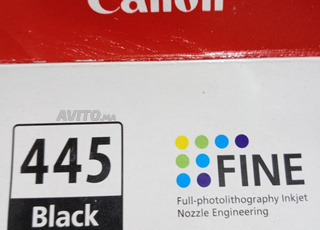 Canon
AVITO.ma
445
Black
FINE
Full-photolithography Inkjet
Nozzle Engineering